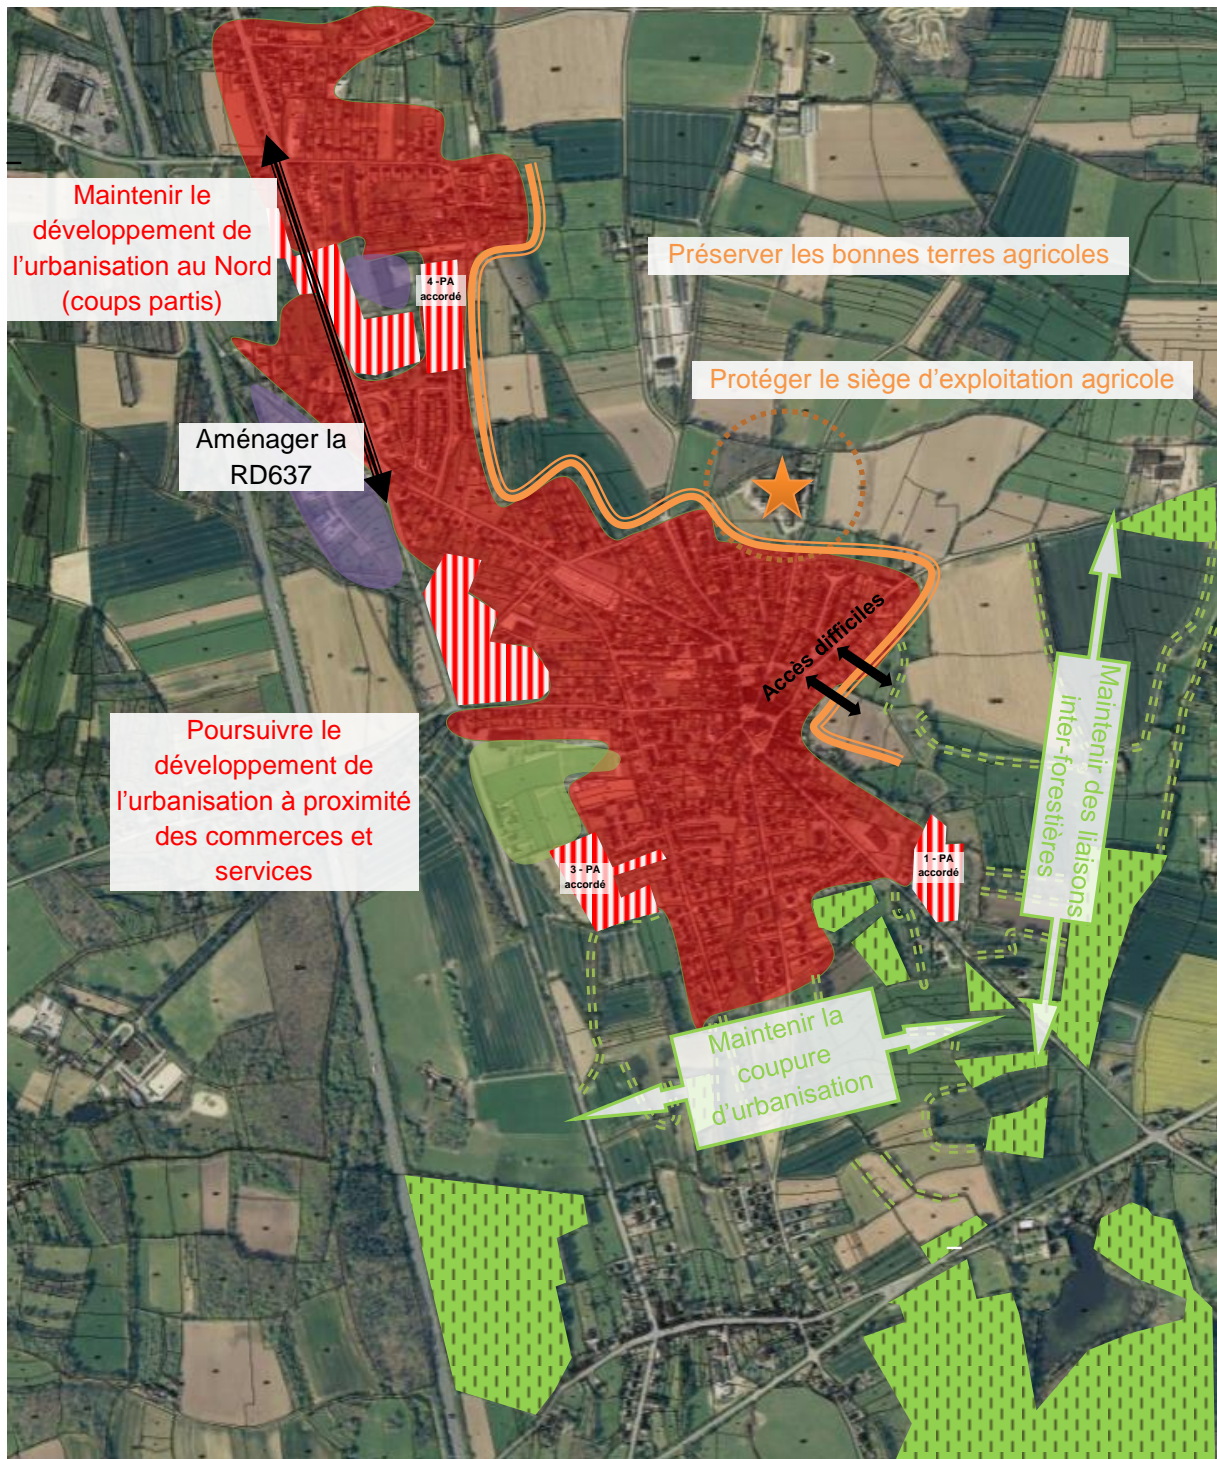 Maintenir le
développement de
l'urbanisation au Nord
(coups partis)
4 -PA
accordé
Préserver les bonnes terres agricoles
Protéger le siège d'exploitation agricole
Aménager la
RD637
Accès difficiles
Maintenir des liaisons
inter-forestières
Poursuivre le
développement de
l'urbanisation à proximité
des commerces et
services
3 - PA
accordé
1 - PA
accordé
Maintenir la
coupure
d'urbanisation